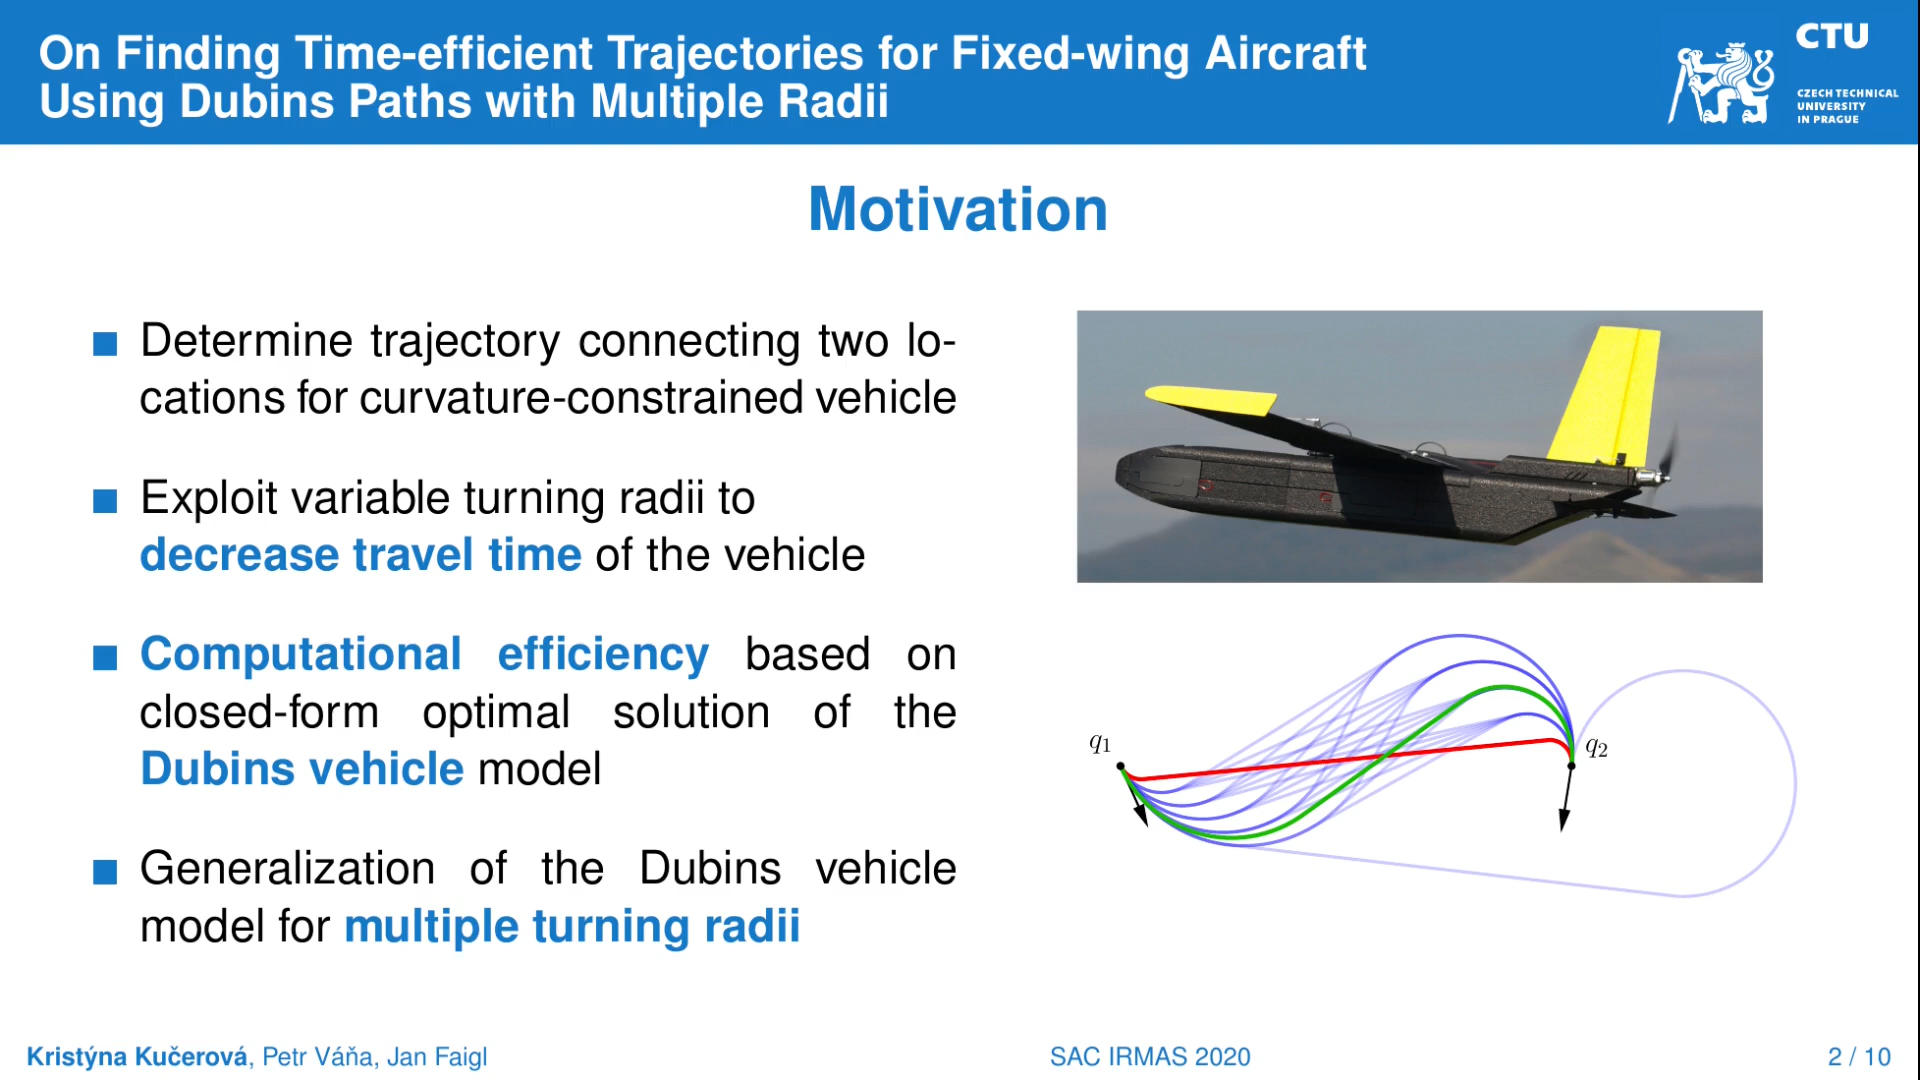 On Finding Time-efficient Trajectories for Fixed-wing Aircraft
Using Dubins Paths with Multiple Radii
CTU
CZECH TECHNICAL
UNIVERSITY
IN PRAGUE
Motivation
Determine trajectory connecting two lo-
cations for curvature-constrained vehicle
Exploit variable turning radii to
decrease travel time of the vehicle
Computational efficiency based on
closed-form optimal solution of the
Dubins vehicle model
Generalization of the Dubins vehicle
model for multiple turning radii
q1
q2
Kristýna Kučerová, Petr Váňa, Jan Faigl
SAC IRMAS 2020
2 / 10